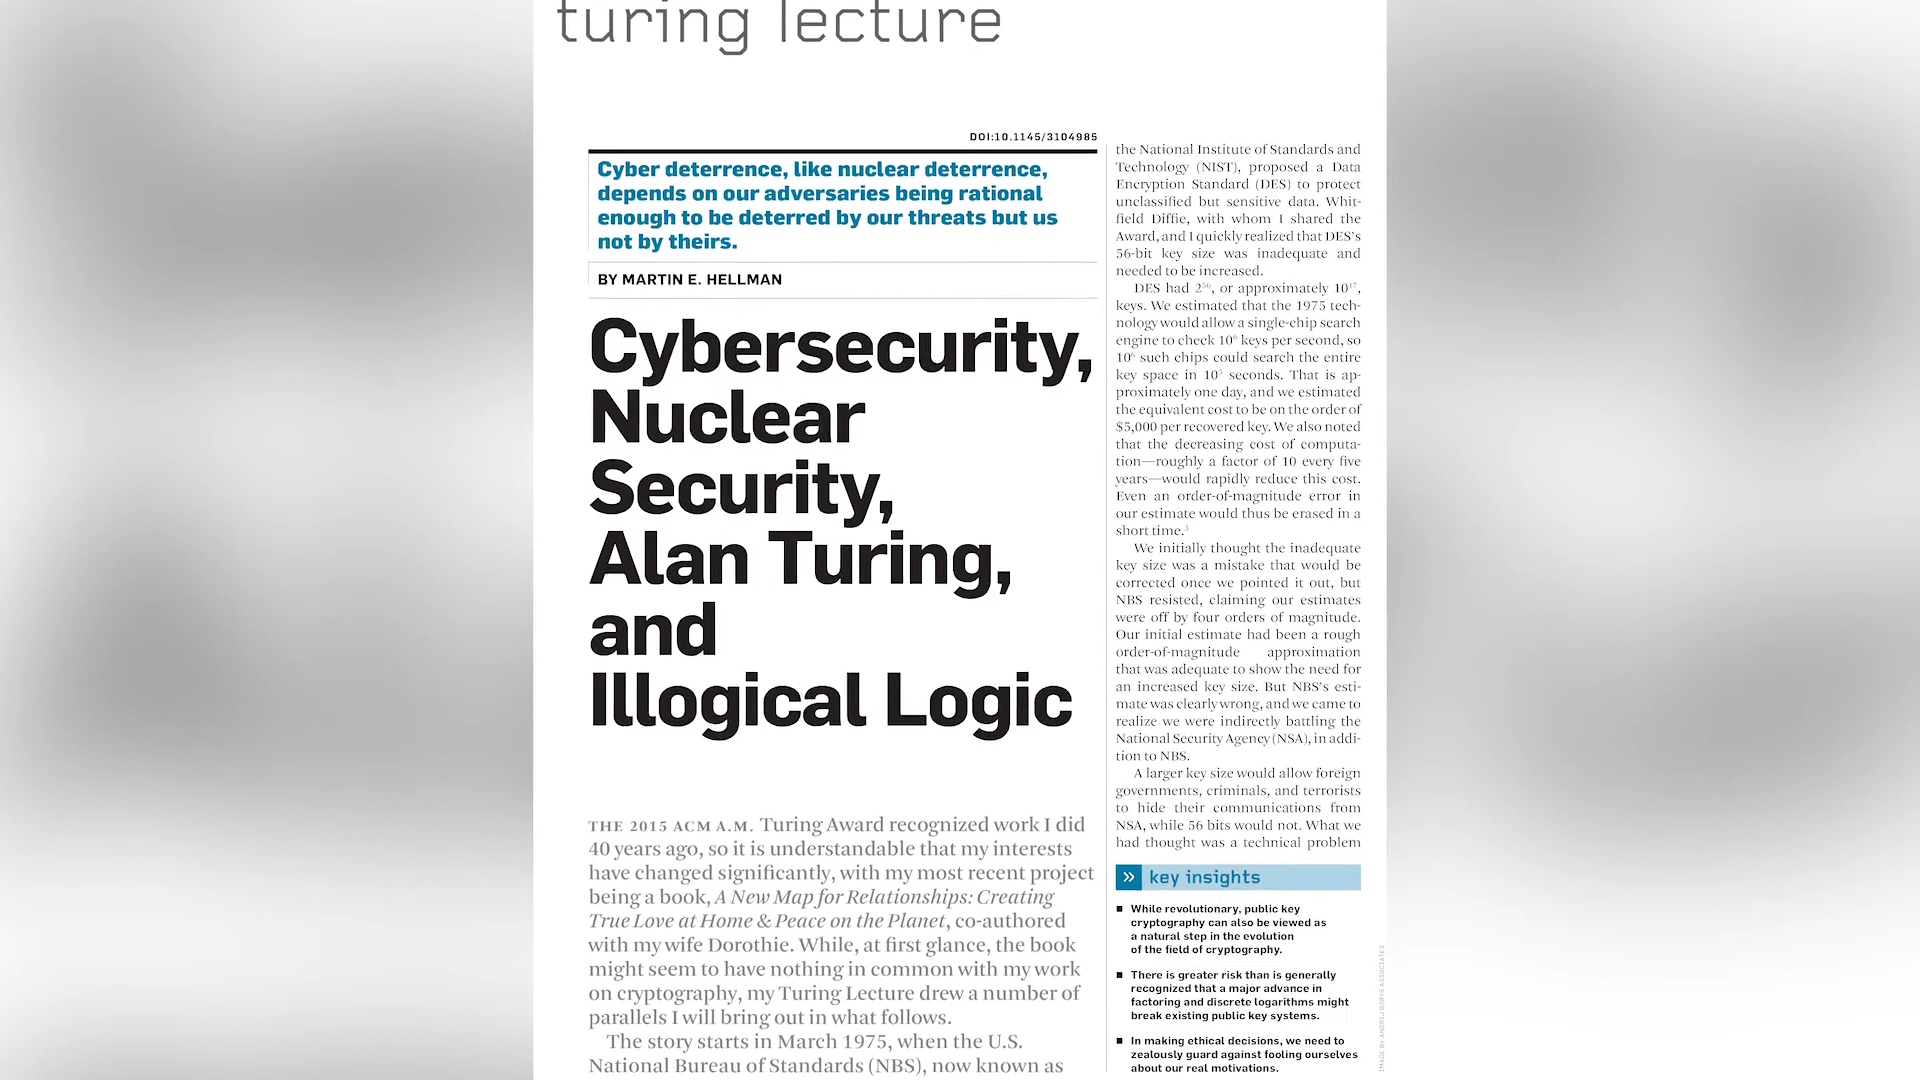 turing lecture
DOI:10.1145/3104985
Cyber deterrence, like nuclear deterrence,
depends on our adversaries being rational
enough to be deterred by our threats but us
not by theirs.
BY MARTIN E. HELLMAN
Cybersecurity,
Nuclear
Security,
Alan Turing,
and
Illogical Logic
THE 2015 ACM A.M. Turing Award recognized work I did
40 years ago, so it is understandable that my interests
have changed significantly, with my most recent project
being a book, A New Map for Relationships: Creating
True Love at Home & Peace on the Planet, co-authored
with my wife Dorothie. While, at first glance, the book
might seem to have nothing in common with my work
on cryptography, my Turing Lecture drew a number of
parallels I will bring out in what follows.
The story starts in March 1975, when the U.S.
National Bureau of Standards (NBS), now known as
the National Institute of Standards and
Technology (NIST), proposed a Data
Encryption Standard (DES) to protect
unclassified but sensitive data. Whit-
field Diffie, with whom I shared the
Award, and I quickly realized that DES's
56-bit key size was inadequate and
needed to be increased.
DES had 2⁵⁶, or approximately 10¹⁷,
keys. We estimated that the 1975 tech-
nology would allow a single-chip search
engine to check 10⁶ keys per second, so
10⁶ such chips could search the entire
key space in 10⁵ seconds. That is ap-
proximately one day, and we estimated
the equivalent cost to be on the order of
$5,000 per recovered key. We also noted
that the decreasing cost of computa-
tion—roughly a factor of 10 every five
years—would rapidly reduce this cost.
Even an order-of-magnitude error in
our estimate would thus be erased in a
short time.³
We initially thought the inadequate
key size was a mistake that would be
corrected once we pointed it out, but
NBS resisted, claiming our estimates
were off by four orders of magnitude.
Our initial estimate had been a rough
order-of-magnitude approximation
that was adequate to show the need for
an increased key size. But NBS's esti-
mate was clearly wrong, and we came to
realize we were indirectly battling the
National Security Agency (NSA), in addi-
tion to NBS.
A larger key size would allow foreign
governments, criminals, and terrorists
to hide their communications from
NSA, while 56 bits would not. What we
had thought was a technical problem
» key insights
■ While revolutionary, public key
cryptography can also be viewed as
a natural step in the evolution
of the field of cryptography.
■ There is greater risk than is generally
recognized that a major advance in
factoring and discrete logarithms might
break existing public key systems.
■ In making ethical decisions, we need to
zealously guard against fooling ourselves
about our real motivations.
IMAGE BY ANDRIJ BORYS ASSOCIATES